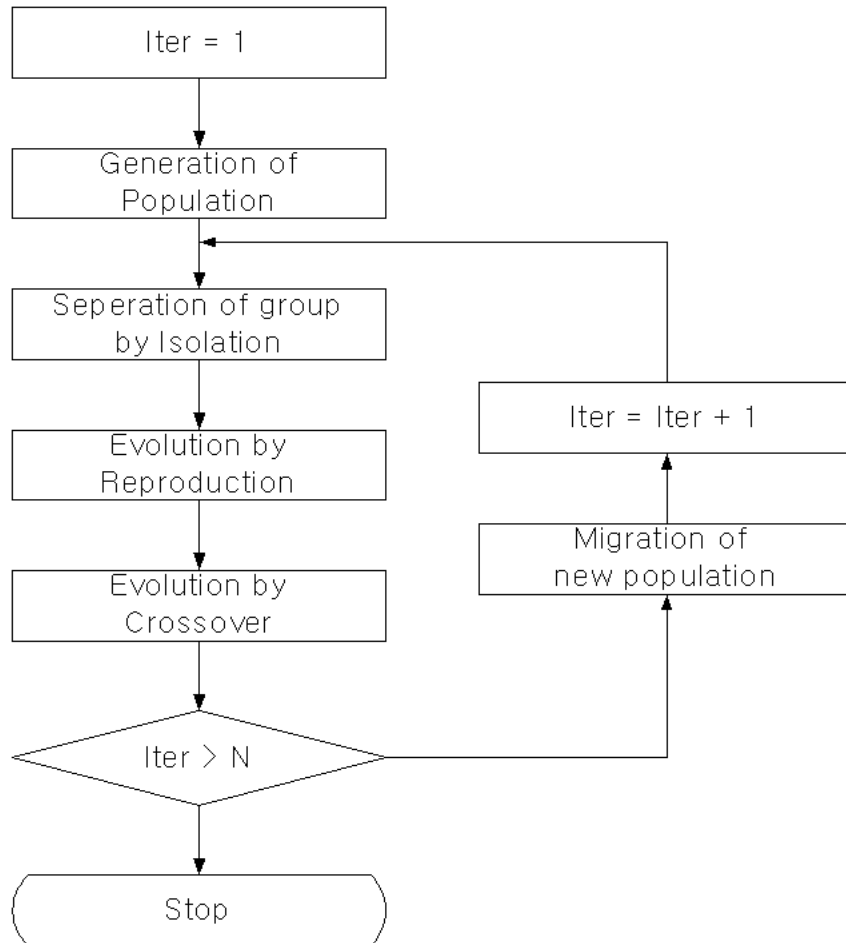 Iter = 1
Generation of
Population
Seperation of group
by Isolation
Evolution by
Reproduction
Evolution by
Crossover
Iter > N
Stop
Iter = Iter + 1
Migration of
new population